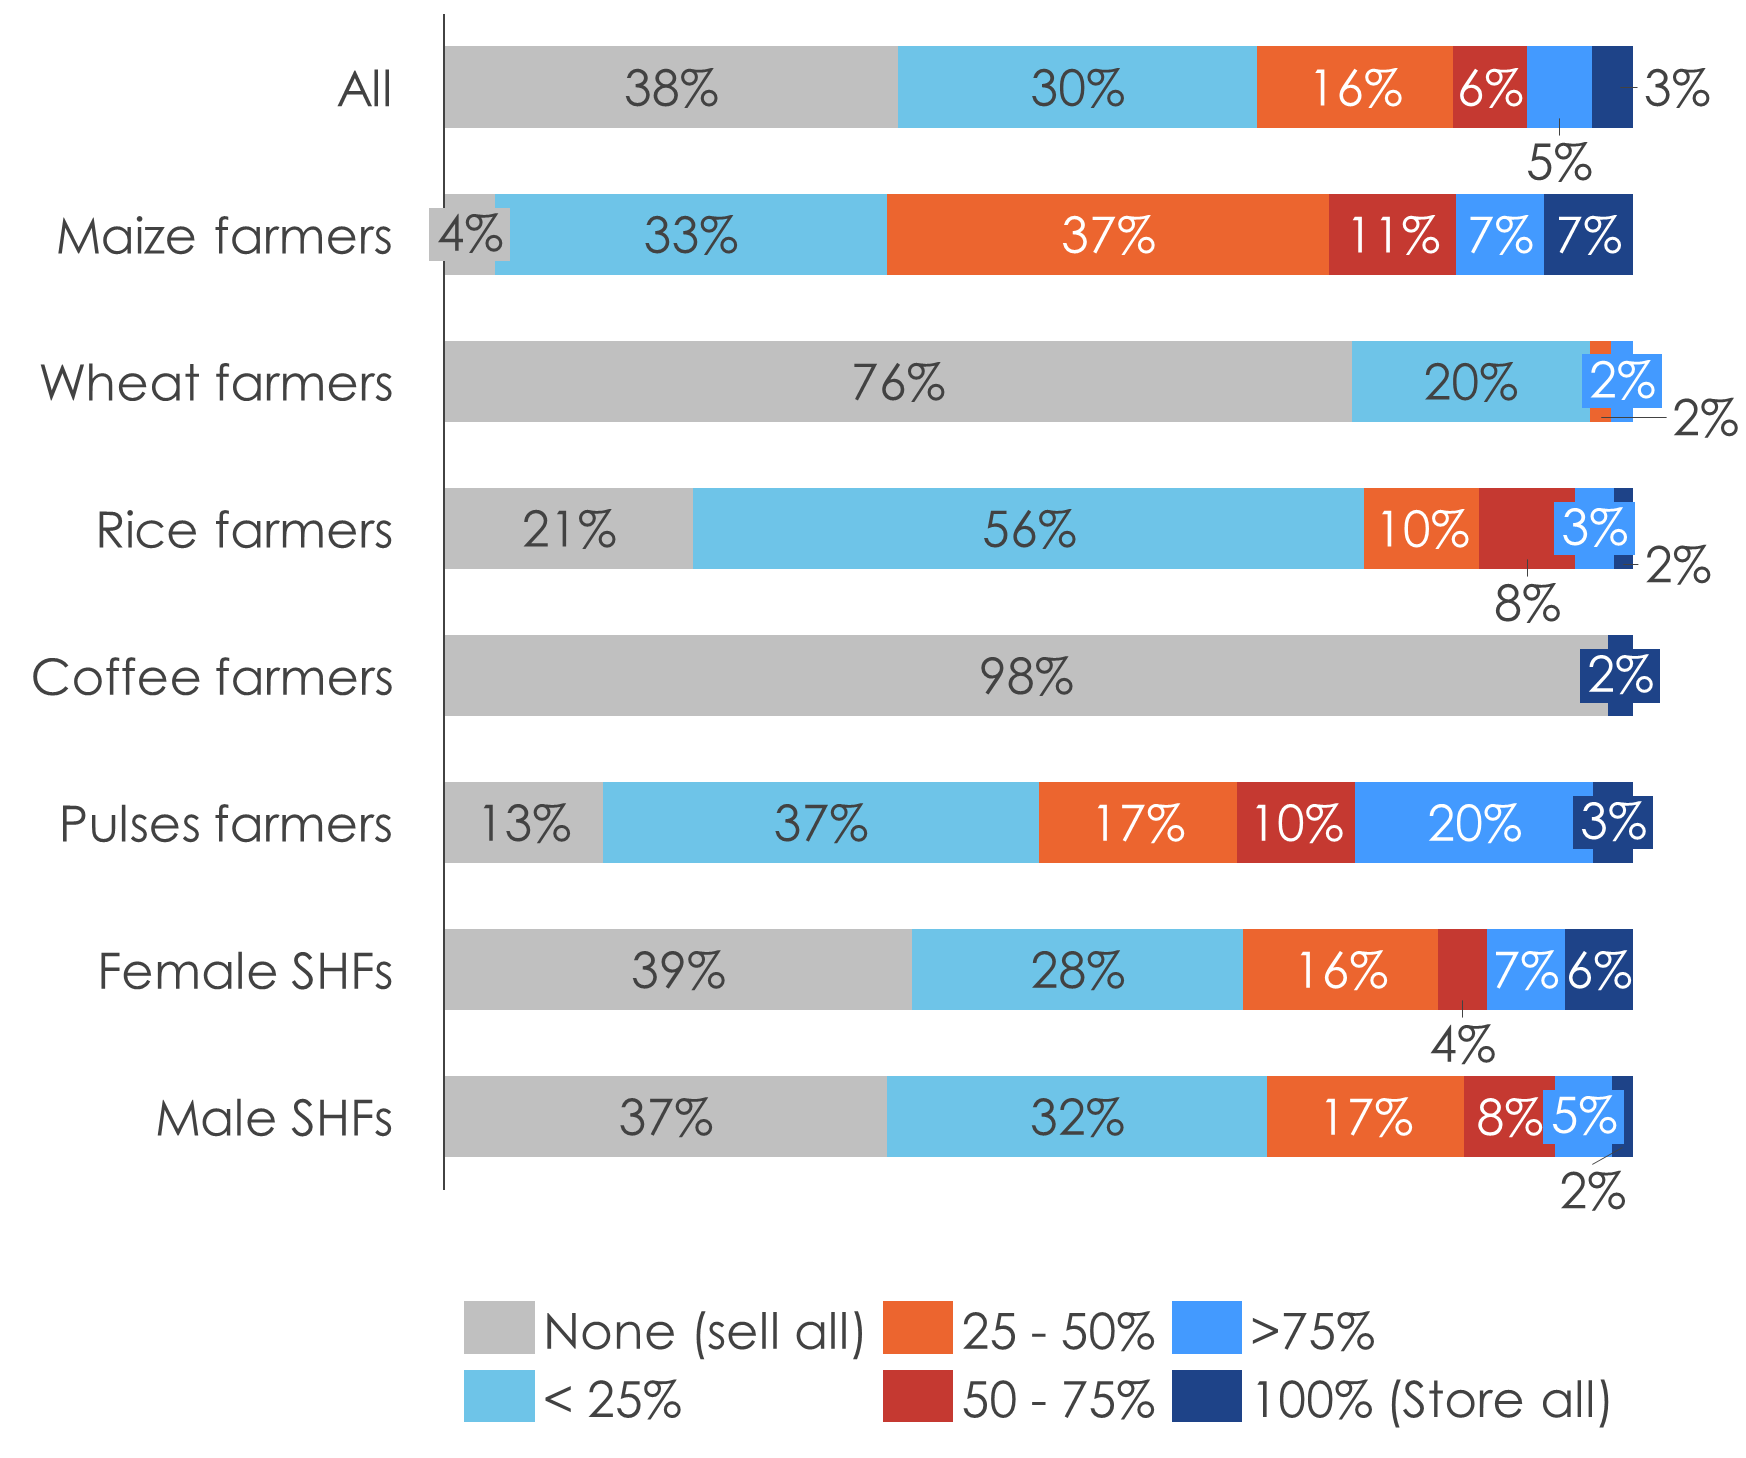 All 38% 30% 16% 6% 3%
5%
Maize farmers 4% 33% 37% 11% 7% 7%
Wheat farmers 76% 20% 2%
2%
Rice farmers 21% 56% 10% 3%
2%
8%
Coffee farmers 98% 2%
Pulses farmers 13% 37% 17% 10% 20% 3%
Female SHFs 39% 28% 16% 7% 6%
4%
Male SHFs 37% 32% 17% 8% 5%
2%
None (sell all) 25 - 50% >75%
< 25% 50 - 75% 100% (Store all)